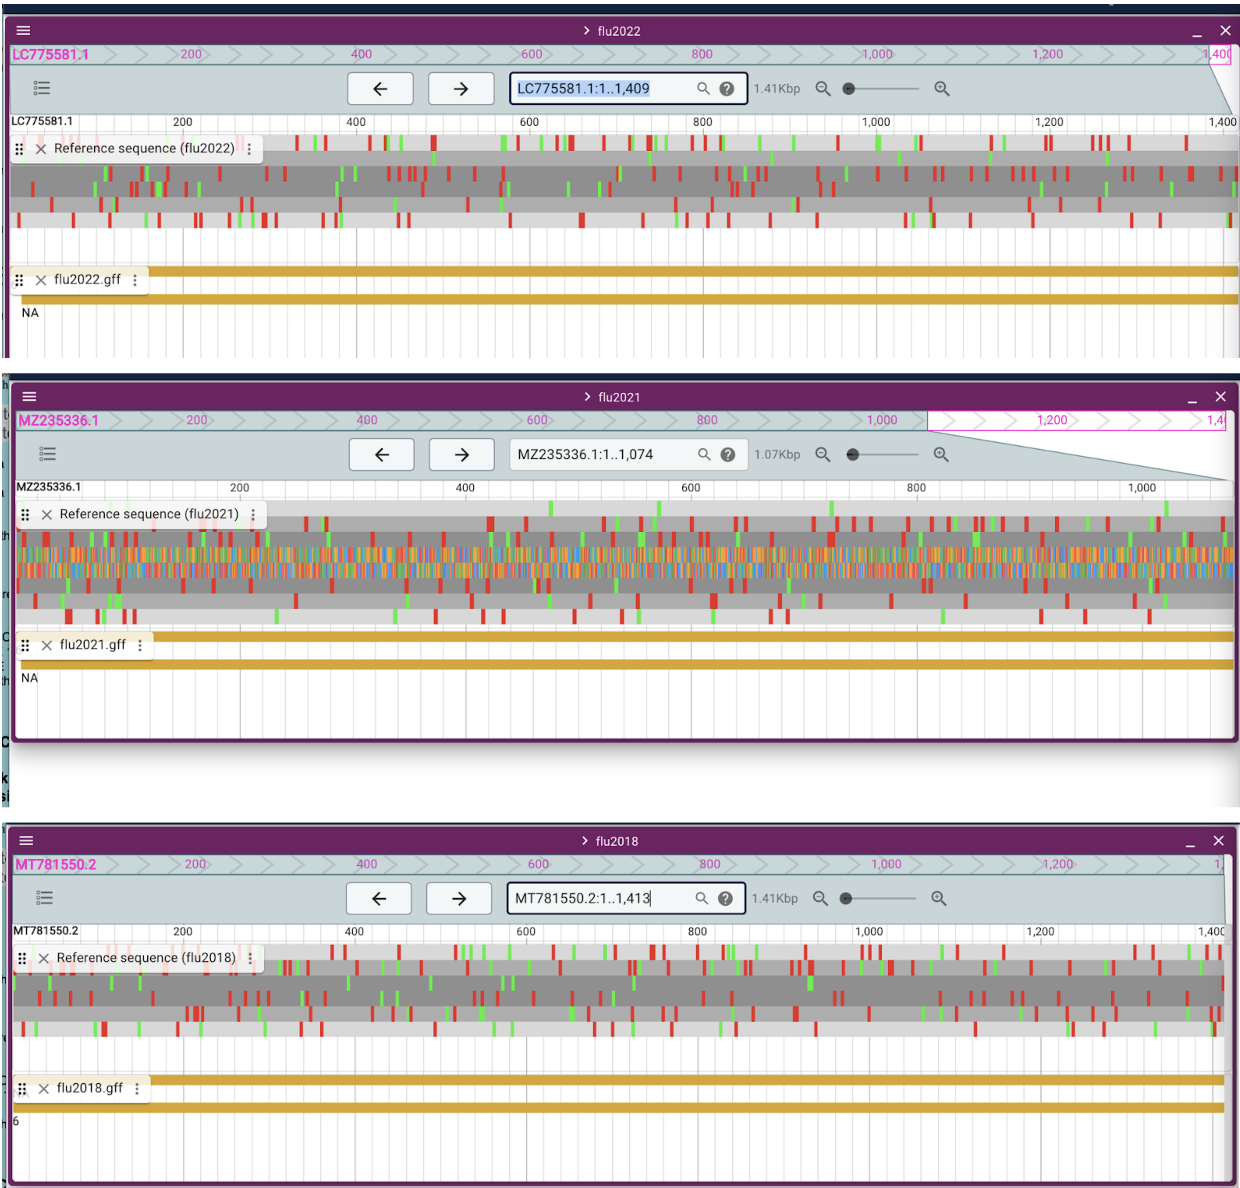 > flu2022
LC775581.1 200 400 600 800 1,000 1,200 1,400
LC775581.1:1..1,409 1.41Kbp
LC775581.1 200 400 600 800 1,000 1,200 1,400
Reference sequence (flu2022)
flu2022.gff
NA
> flu2021
MZ235336.1 200 400 600 800 1,000 1,200 1,4
MZ235336.1:1..1,074 1.07Kbp
MZ235336.1 200 400 600 800 1,000
Reference sequence (flu2021)
flu2021.gff
NA
> flu2018
MT781550.2 200 400 600 800 1,000 1,200 1,
MT781550.2:1..1,413 1.41Kbp
MT781550.2 200 400 600 800 1,000 1,200 1,400
Reference sequence (flu2018)
flu2018.gff
6